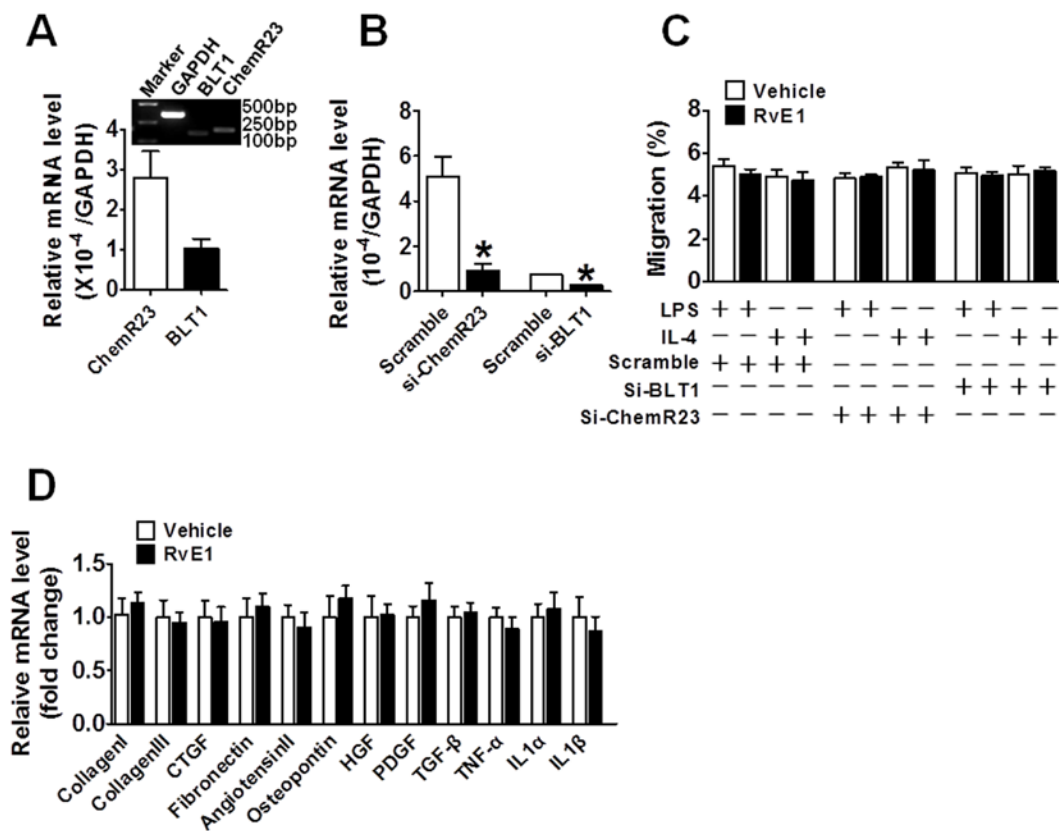 A
Marker
GAPDH
BLT1
ChemR23
500bp
250bp
100bp
Relative mRNA level
(X10⁻⁴ /GAPDH)
4
3
2
1
0
ChemR23
BLT1
B
Relative mRNA level
(10⁻⁴/GAPDH)
8
6
4
2
0
*
*
Scramble
si-ChemR23
Scramble
si-BLT1
C
Vehicle
RvE1
Migration (%)
8
6
4
2
0
LPS + + − − + + − − + + − −
IL-4 − − + + − − + + − − + +
Scramble + + + + − − − − − − − −
Si-BLT1 − − − − − − − − + + + +
Si-ChemR23 − − − − + + + + − − − −
D
Vehicle
RvE1
Relaive mRNA level
(fold change)
1.5
1.0
0.5
0.0
CollagenI
CollagenIII
CTGF
Fibronectin
AngiotensinII
Osteopontin
HGF
PDGF
TGF-β
TNF-α
IL1α
IL1β